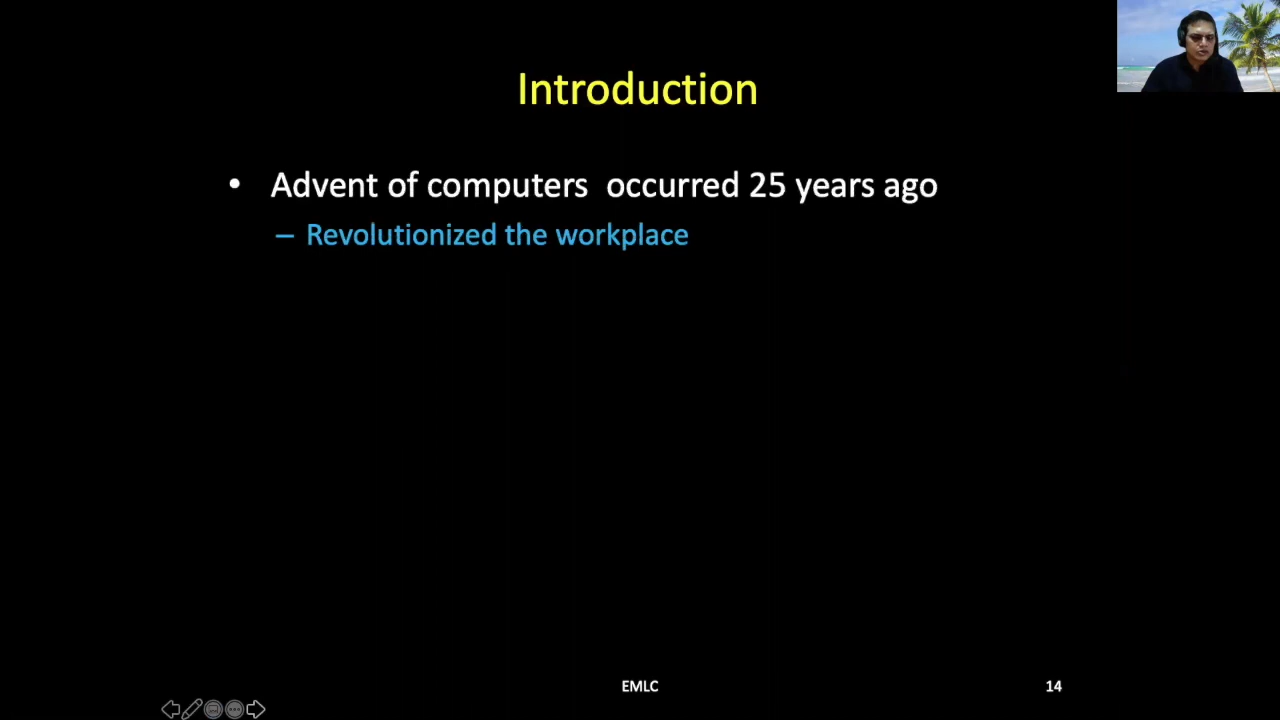 Introduction
• Advent of computers  occurred 25 years ago
– Revolutionized the workplace
EMLC
14